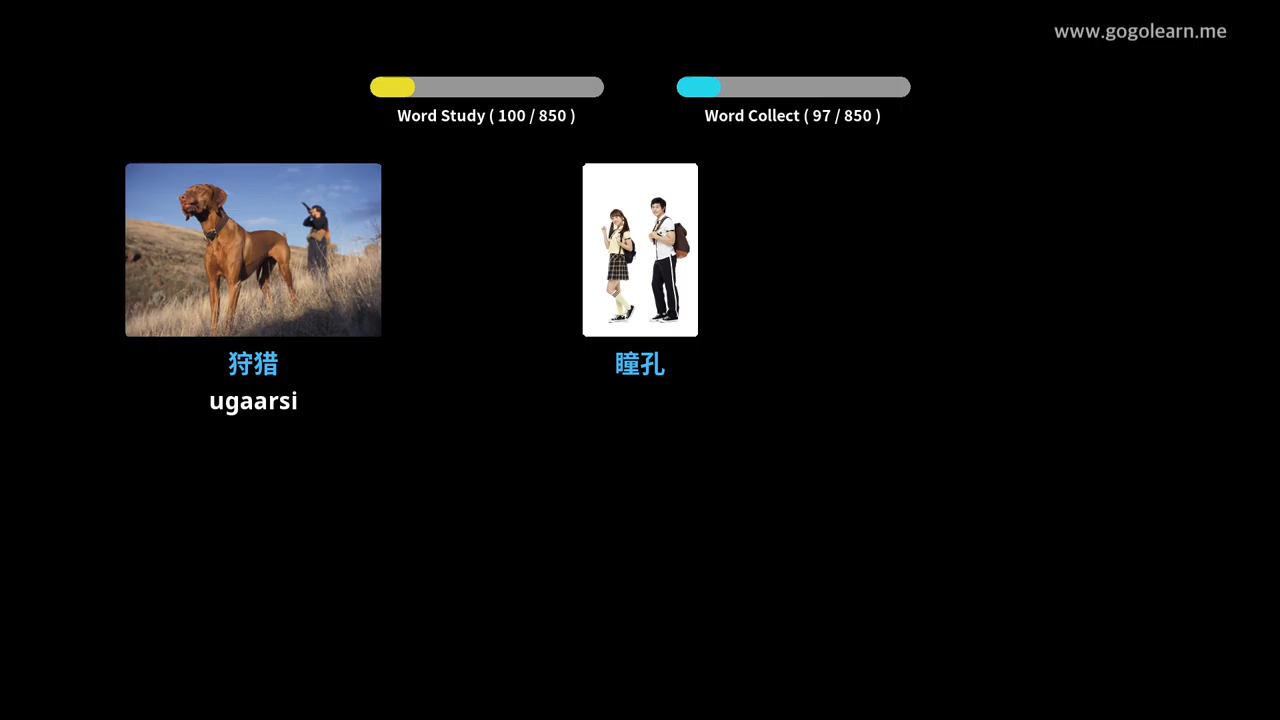 www.gogolearn.me
Word Study ( 100 / 850 )
Word Collect ( 97 / 850 )
狩猎
ugaarsi
瞳孔